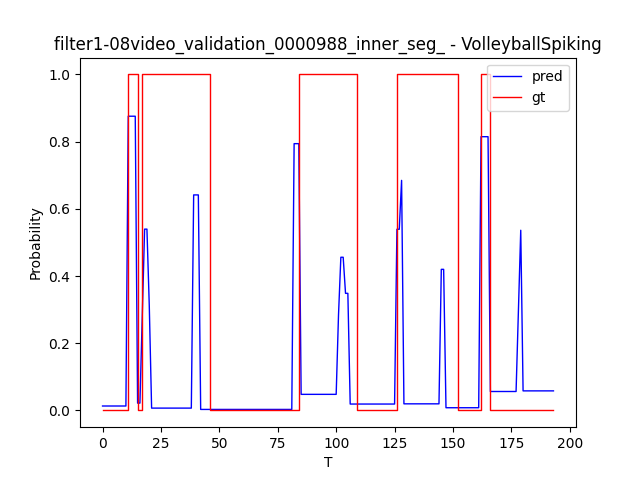 filter1-08video_validation_0000988_inner_seg_ - VolleyballSpiking
pred
gt
1.0
0.8
0.6
0.4
0.2
0.0
Probability
0 25 50 75 100 125 150 175 200
T